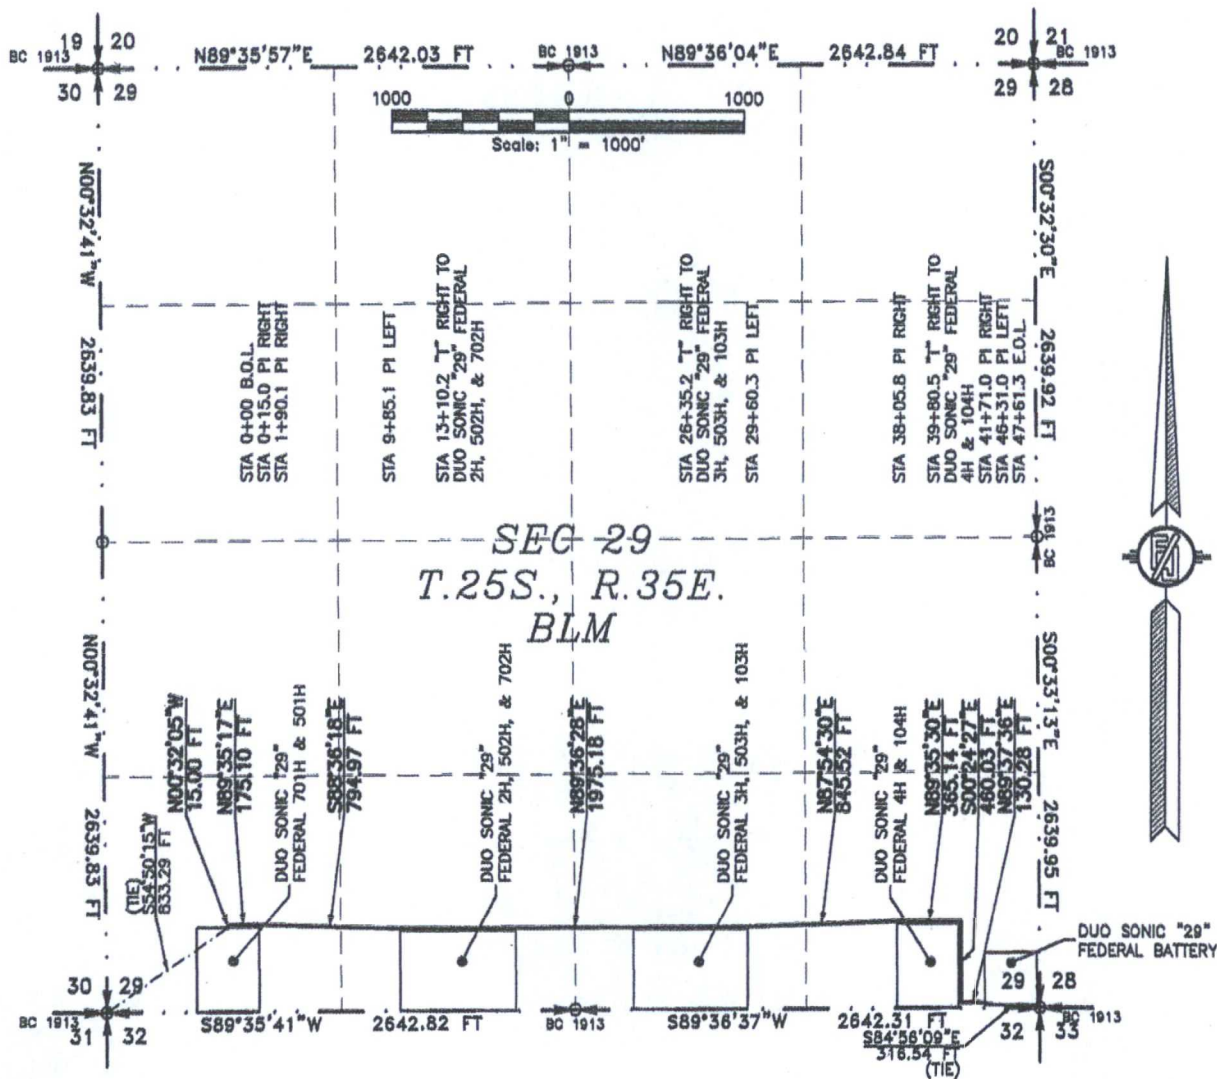 19 20
20 21
BC 1913
N89°35'57"E 2642.03 FT
BC 1913
N89°36'04"E 2642.84 FT
BC 1913
30 29
29 28
1000 0 1000
Scale: 1" = 1000'
N00°32'41"W 2639.83 FT
S00°32'30"E 2639.92 FT
STA 0+00 B.O.L.
STA 0+15.0 PI RIGHT
STA 1+90.1 PI RIGHT
STA 9+85.1 PI LEFT
STA 13+10.2 "T" RIGHT TO
DUO SONIC "29" FEDERAL
2H, 502H, & 702H
STA 26+35.2 "T" RIGHT TO
DUO SONIC "29" FEDERAL
3H, 503H, & 103H
STA 29+60.3 PI LEFT
STA 38+05.8 PI RIGHT
STA 39+80.5 "T" RIGHT TO
DUO SONIC "29" FEDERAL
4H & 104H
STA 41+71.0 PI RIGHT
STA 46+31.0 PI LEFT
STA 47+61.3 E.O.L.
BC 1913
SEC 29
T.25S., R.35E.
BLM
N00°32'41"W 2639.83 FT
S00°33'13"E 2639.95 FT
(TIE)
S54°50'15"W
833.29 FT
N00°32'05"W
15.00 FT
N89°35'17"E
175.10 FT
DUO SONIC "29"
FEDERAL 701H & 501H
S88°36'18"E
794.97 FT
DUO SONIC "29"
FEDERAL 2H, 502H, & 702H
N89°36'28"E
1975.18 FT
DUO SONIC "29"
FEDERAL 3H, 503H, & 103H
N87°54'30"E
845.52 FT
DUO SONIC "29"
FEDERAL 4H & 104H
N89°35'30"E
365.14 FT
S00°24'27"E
460.03 FT
N89°37'36"E
130.28 FT
DUO SONIC "29"
FEDERAL BATTERY
30 29
29 28
BC 1913
S89°35'41"W 2642.82 FT
BC 1913
S89°36'37"W 2642.31 FT
BC 1913
31 32
32 33
S84°56'09"E
316.54 FT
(TIE)